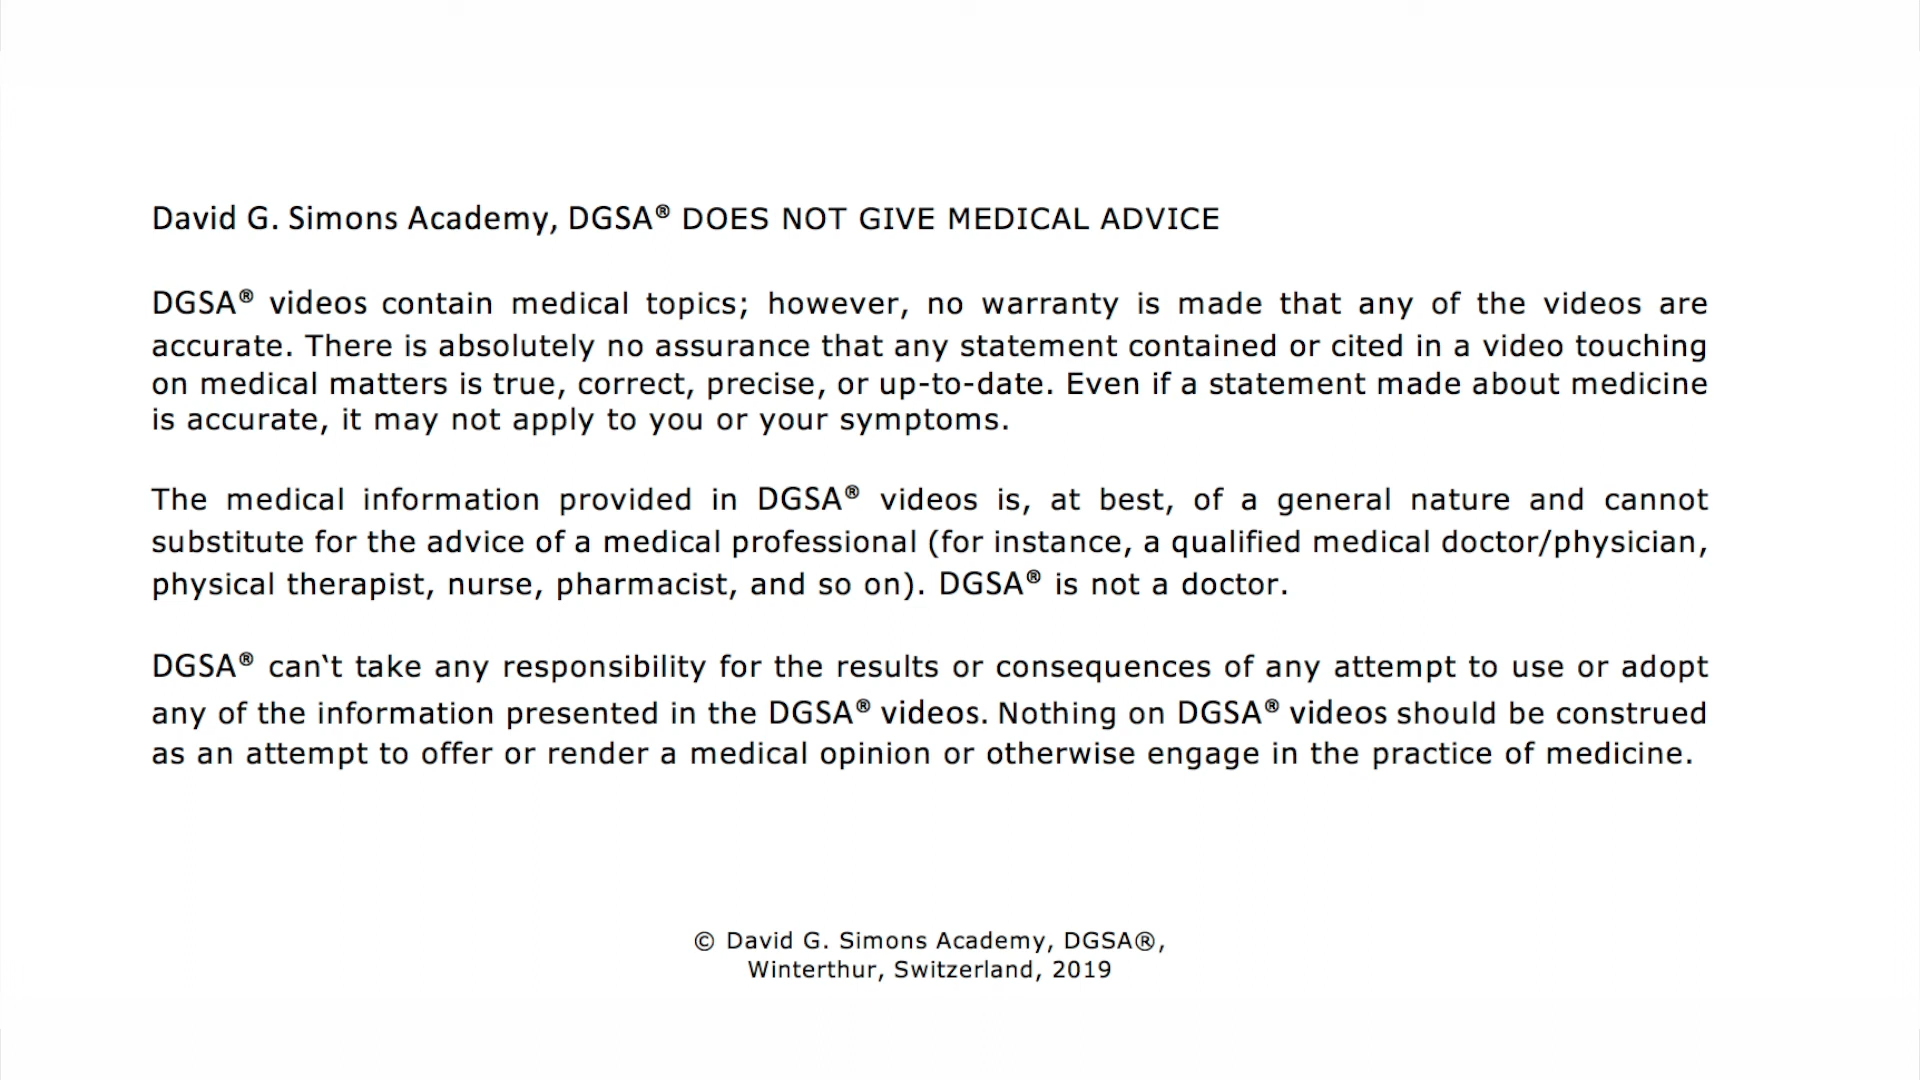 David G. Simons Academy, DGSA® DOES NOT GIVE MEDICAL ADVICE
DGSA® videos contain medical topics; however, no warranty is made that any of the videos are
accurate. There is absolutely no assurance that any statement contained or cited in a video touching
on medical matters is true, correct, precise, or up-to-date. Even if a statement made about medicine
is accurate, it may not apply to you or your symptoms.
The medical information provided in DGSA® videos is, at best, of a general nature and cannot
substitute for the advice of a medical professional (for instance, a qualified medical doctor/physician,
physical therapist, nurse, pharmacist, and so on). DGSA® is not a doctor.
DGSA® can‛t take any responsibility for the results or consequences of any attempt to use or adopt
any of the information presented in the DGSA® videos. Nothing on DGSA® videos should be construed
as an attempt to offer or render a medical opinion or otherwise engage in the practice of medicine.
© David G. Simons Academy, DGSA®,
Winterthur, Switzerland, 2019